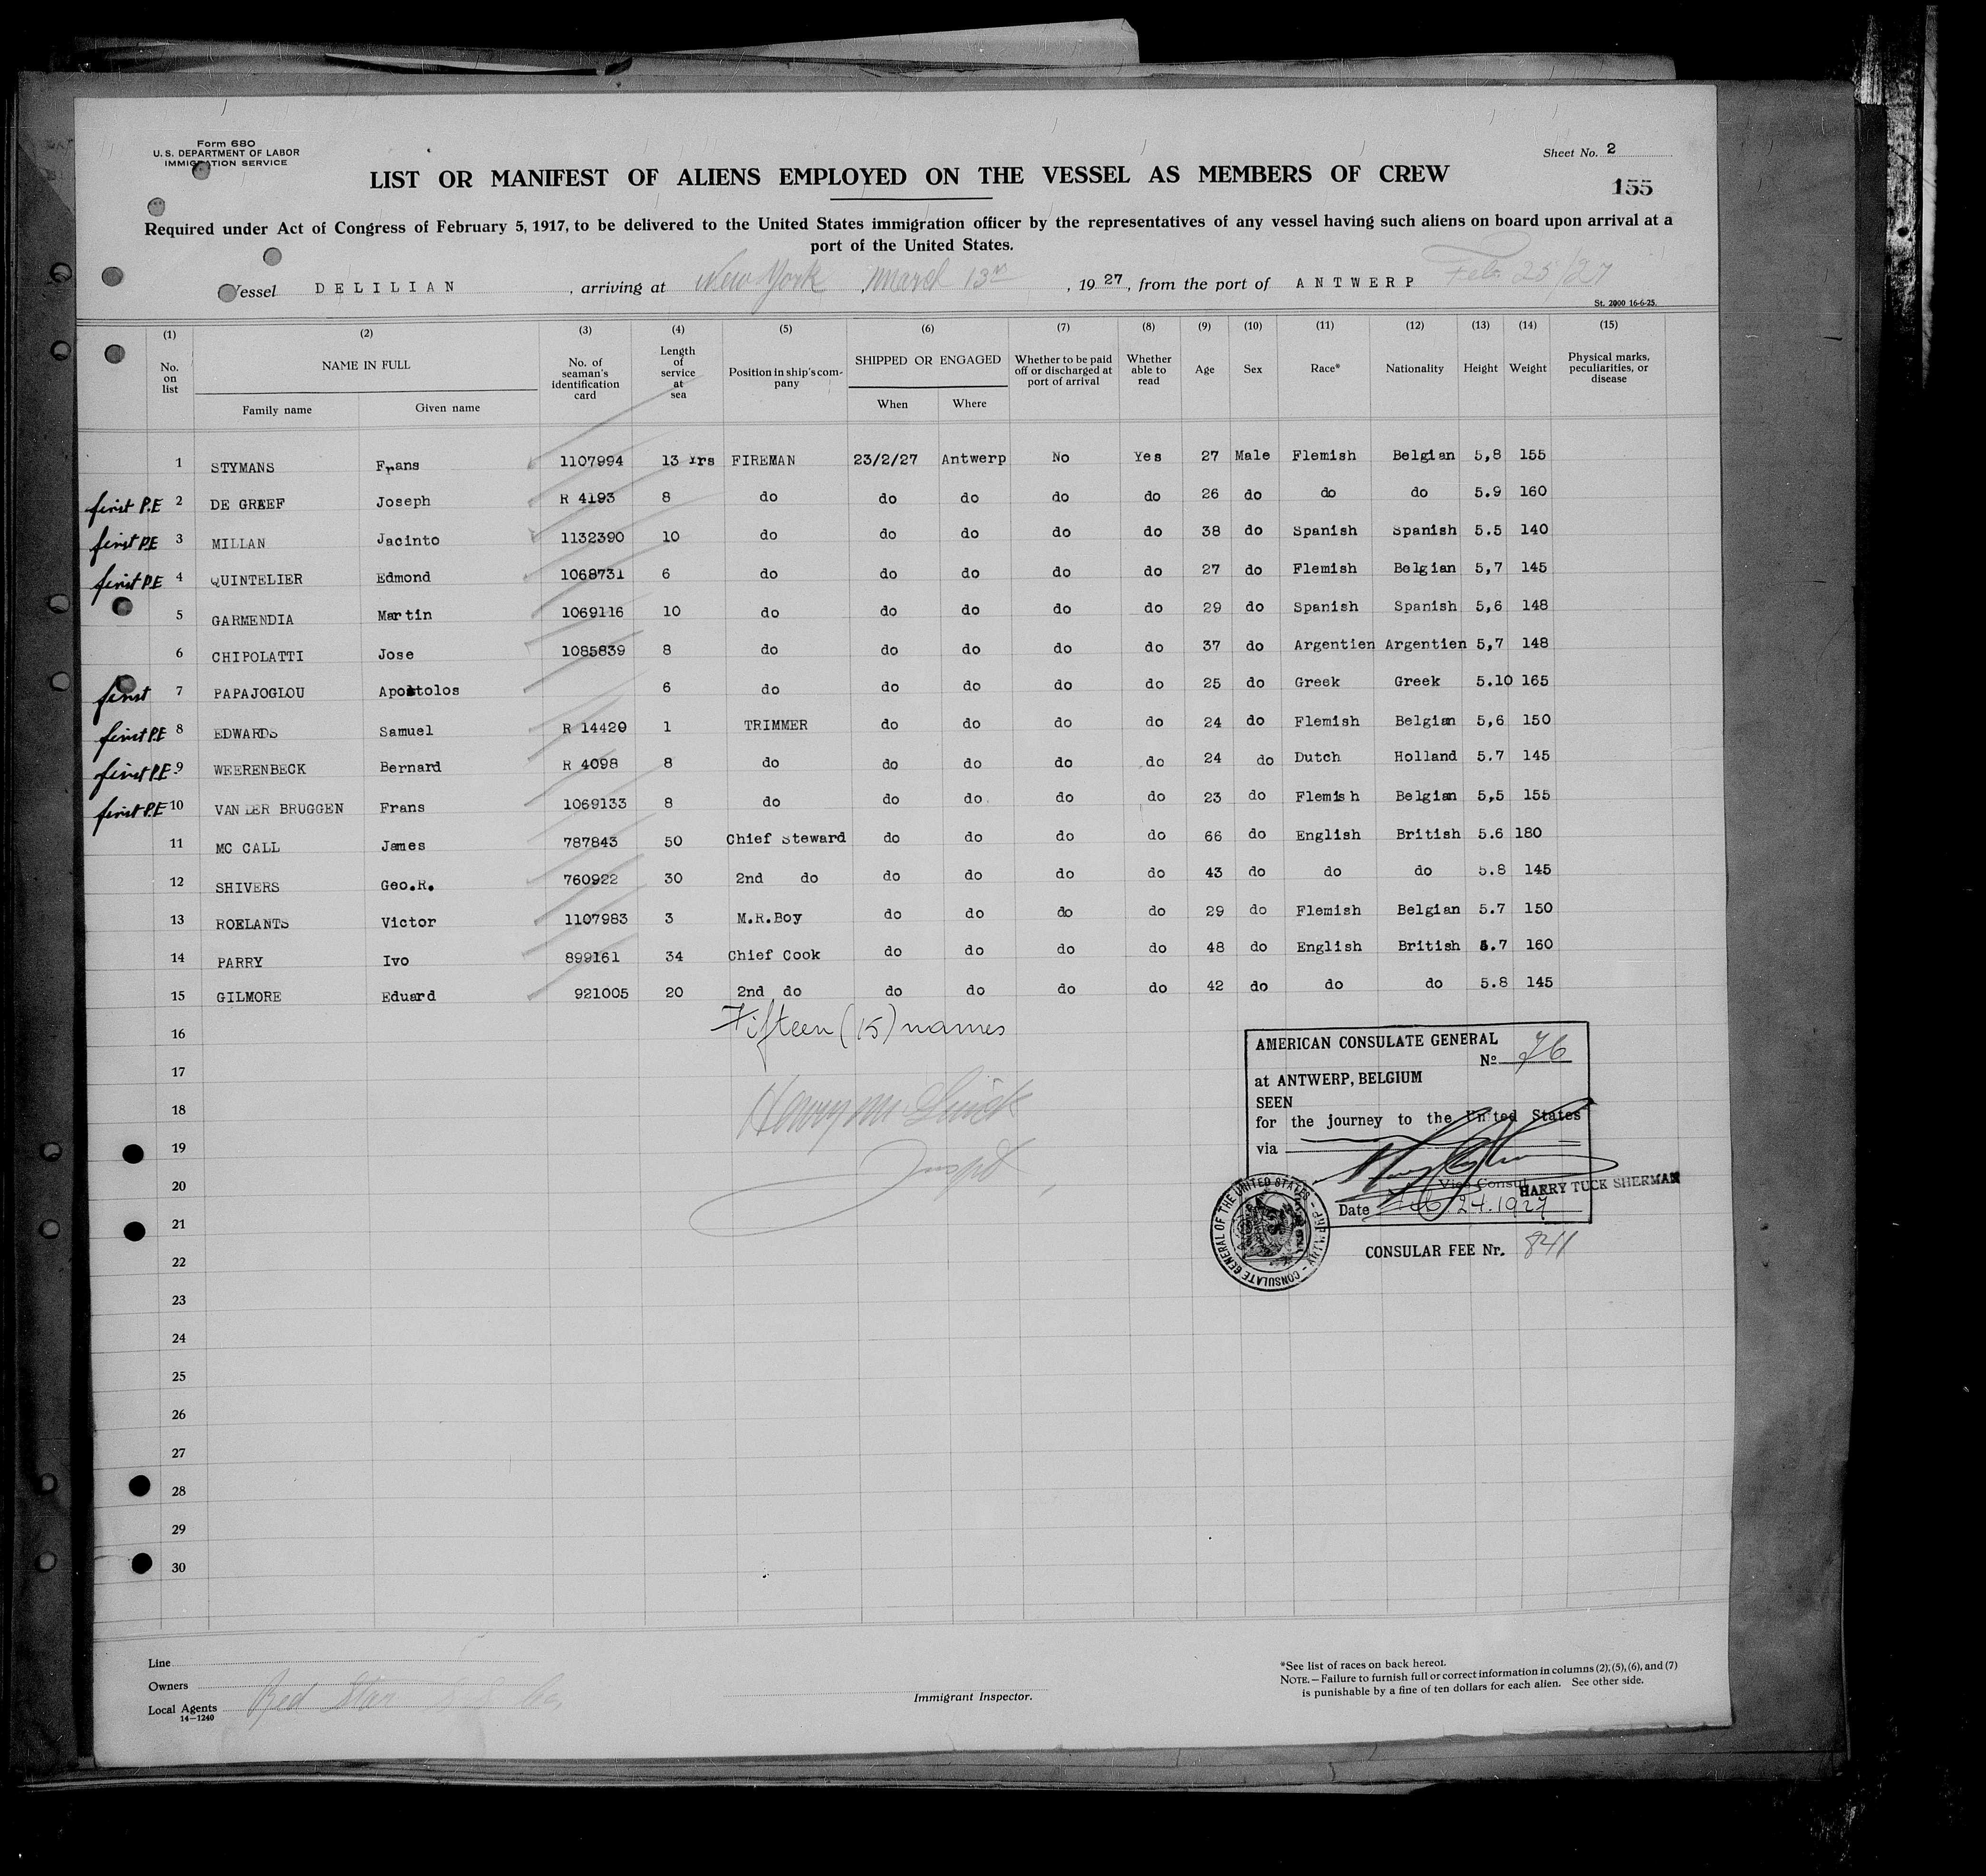 Form 680
U. S. DEPARTMENT OF LABOR
IMMIGRATION SERVICE
Sheet No. 2
LIST OR MANIFEST OF ALIENS EMPLOYED ON THE VESSEL AS MEMBERS OF CREW
155
Required under Act of Congress of February 5, 1917, to be delivered to the United States immigration officer by the representatives of any vessel having such aliens on board upon arrival at a
port of the United States.
Vessel DELILIAN, arriving at New York, March 13th, 1927, from the port of ANTWERP Feb. 25/27
St. 2000 16-6-25.
(1) (2) (3) (4) (5) (6) (7) (8) (9) (10) (11) (12) (13) (14) (15)
No. on list NAME IN FULL Family name Given name No. of seaman's identification card Length of service at sea Position in ship's company SHIPPED OR ENGAGED When Where Whether to be paid off or discharged at port of arrival Whether able to read Age Sex Race* Nationality Height Weight Physical marks, peculiarities, or disease
1 STYMANS Frans 1107994 13 Yrs FIREMAN 23/2/27 Antwerp No Yes 27 Male Flemish Belgian 5,8 155
first P.E 2 DE GREEF Joseph R 4193 8 do do do do do 26 do do do 5.9 160
first P.E 3 MILLAN Jacinto 1132390 10 do do do do do 38 do Spanish Spanish 5.5 140
first P.E 4 QUINTELIER Edmond 1068731 6 do do do do do 27 do Flemish Belgian 5,7 145
5 GARMENDIA Martin 1069116 10 do do do do do 29 do Spanish Spanish 5,6 148
6 CHIPOLATTI Jose 1085839 8 do do do do do 37 do Argentien Argentien 5,7 148
first 7 PAPAJOGLOU Apostolos 6 do do do do do 25 do Greek Greek 5.10 165
first P.E 8 EDWARDS Samuel R 14420 1 TRIMMER do do do do 24 do Flemish Belgian 5,6 150
first P.E 9 WEERENBECK Bernard R 4098 8 do do do do do 24 do Dutch Holland 5.7 145
first P.E 10 VAN DER BRUGGEN Frans 1069133 8 do do do do do 23 do Flemish Belgian 5,5 155
11 MC CALL James 787843 50 Chief Steward do do do do 66 do English British 5.6 180
12 SHIVERS Geo.R. 760922 30 2nd do do do do do 43 do do do 5.8 145
13 ROELANTS Victor 1107983 3 M.R.Boy do do do do 29 do Flemish Belgian 5.7 150
14 PARRY Ivo 899161 34 Chief Cook do do do do 48 do English British 5.7 160
15 GILMORE Eduard 921005 20 2nd do do do do do 42 do do do 5.8 145
16 Fifteen (15) names
17
18
19
20
21
22
23
24
25
26
27
28
29
30
AMERICAN CONSULATE GENERAL
No 76
at ANTWERP, BELGIUM
SEEN
for the journey to the United States
via
Vice Consul
HARRY TUCK SHERMAN
Date Feb. 24. 1927
CONSULATE GENERAL OF THE UNITED STATES - ANTWERP
CONSULAR FEE Nr. 841
Line
Owners
Local Agents Red Star S S Co.
14-1240
Immigrant Inspector.
*See list of races on back hereof.
NOTE.—Failure to furnish full or correct information in columns (2), (5), (6), and (7)
is punishable by a fine of ten dollars for each alien. See other side.